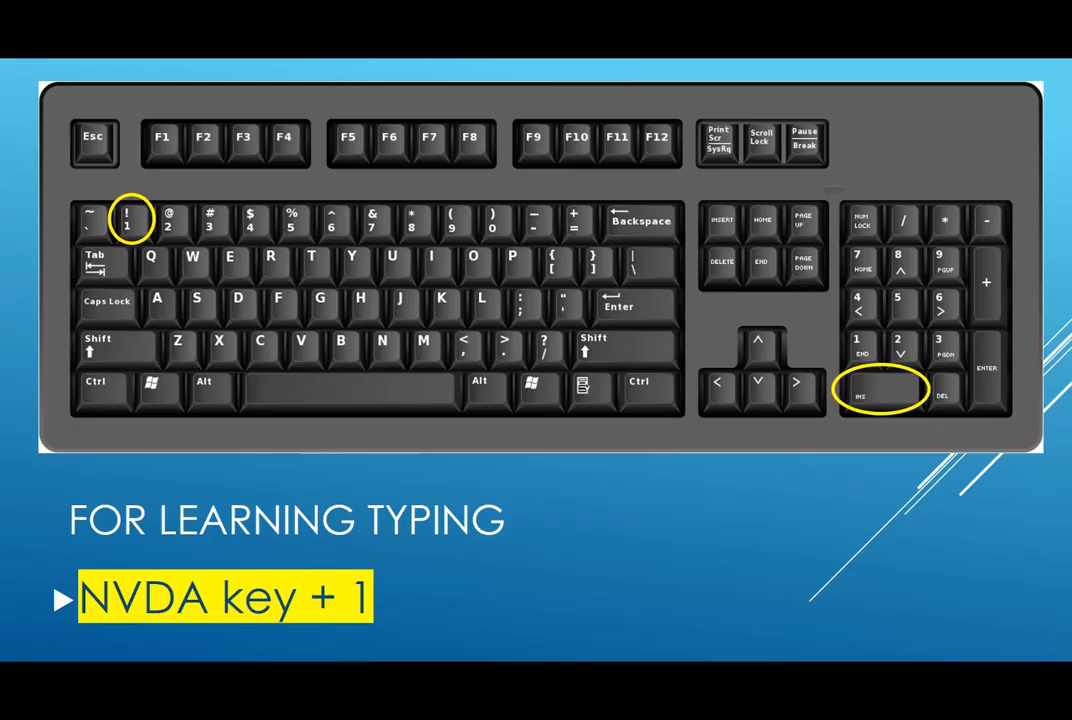 Esc F1 F2 F3 F4 F5 F6 F7 F8 F9 F10 F11 F12 Print Scr SysRq Scroll Lock Pause Break
~ ` ! 1 @ 2 # 3 $ 4 % 5 ^ 6 & 7 * 8 ( 9 ) 0 – - + = Backspace INSERT HOME PAGE UP NUM LOCK / * -
Tab Q W E R T Y U I O P { [ } ] | \ DELETE END PAGE DOWN 7 HOME 8 9 PGUP +
Caps Lock A S D F G H J K L : ; " ' Enter 4 < 5 6 >
Shift Z X C V B N M < , > . ? / Shift 1 END 2 3 PGDN ENTER
Ctrl Alt Alt Ctrl INS DEL
FOR LEARNING TYPING
NVDA key + 1